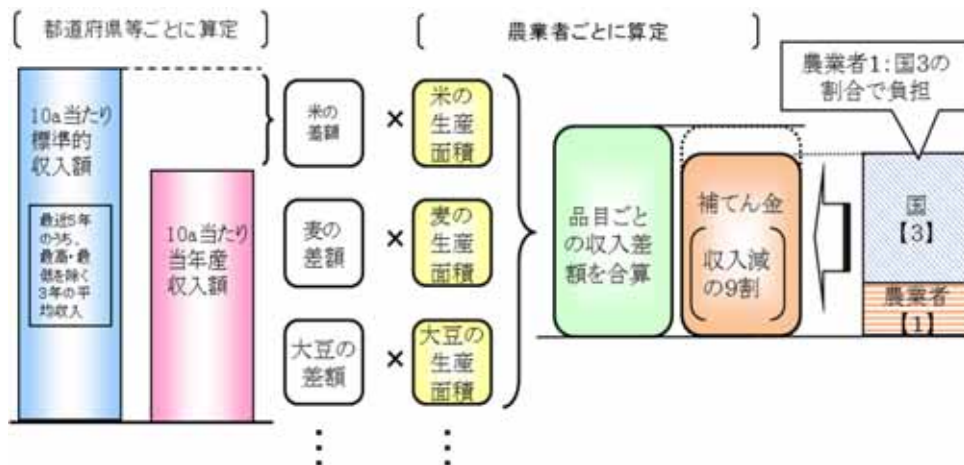 都道府県等ごとに算定
農業者ごとに算定
農業者1:国3の
割合で負担
10a当たり
標準的
収入額
最近5年
のうち、
最高・最
低を除く
3年の平
均収入
10a当たり
当年産
収入額
米の
差額
×
米の
生産
面積
麦の
差額
×
麦の
生産
面積
大豆の
差額
×
大豆の
生産
面積
品目ごと
の収入差
額を合算
補てん金
収入減
の9割
国
【3】
農業者
【1】